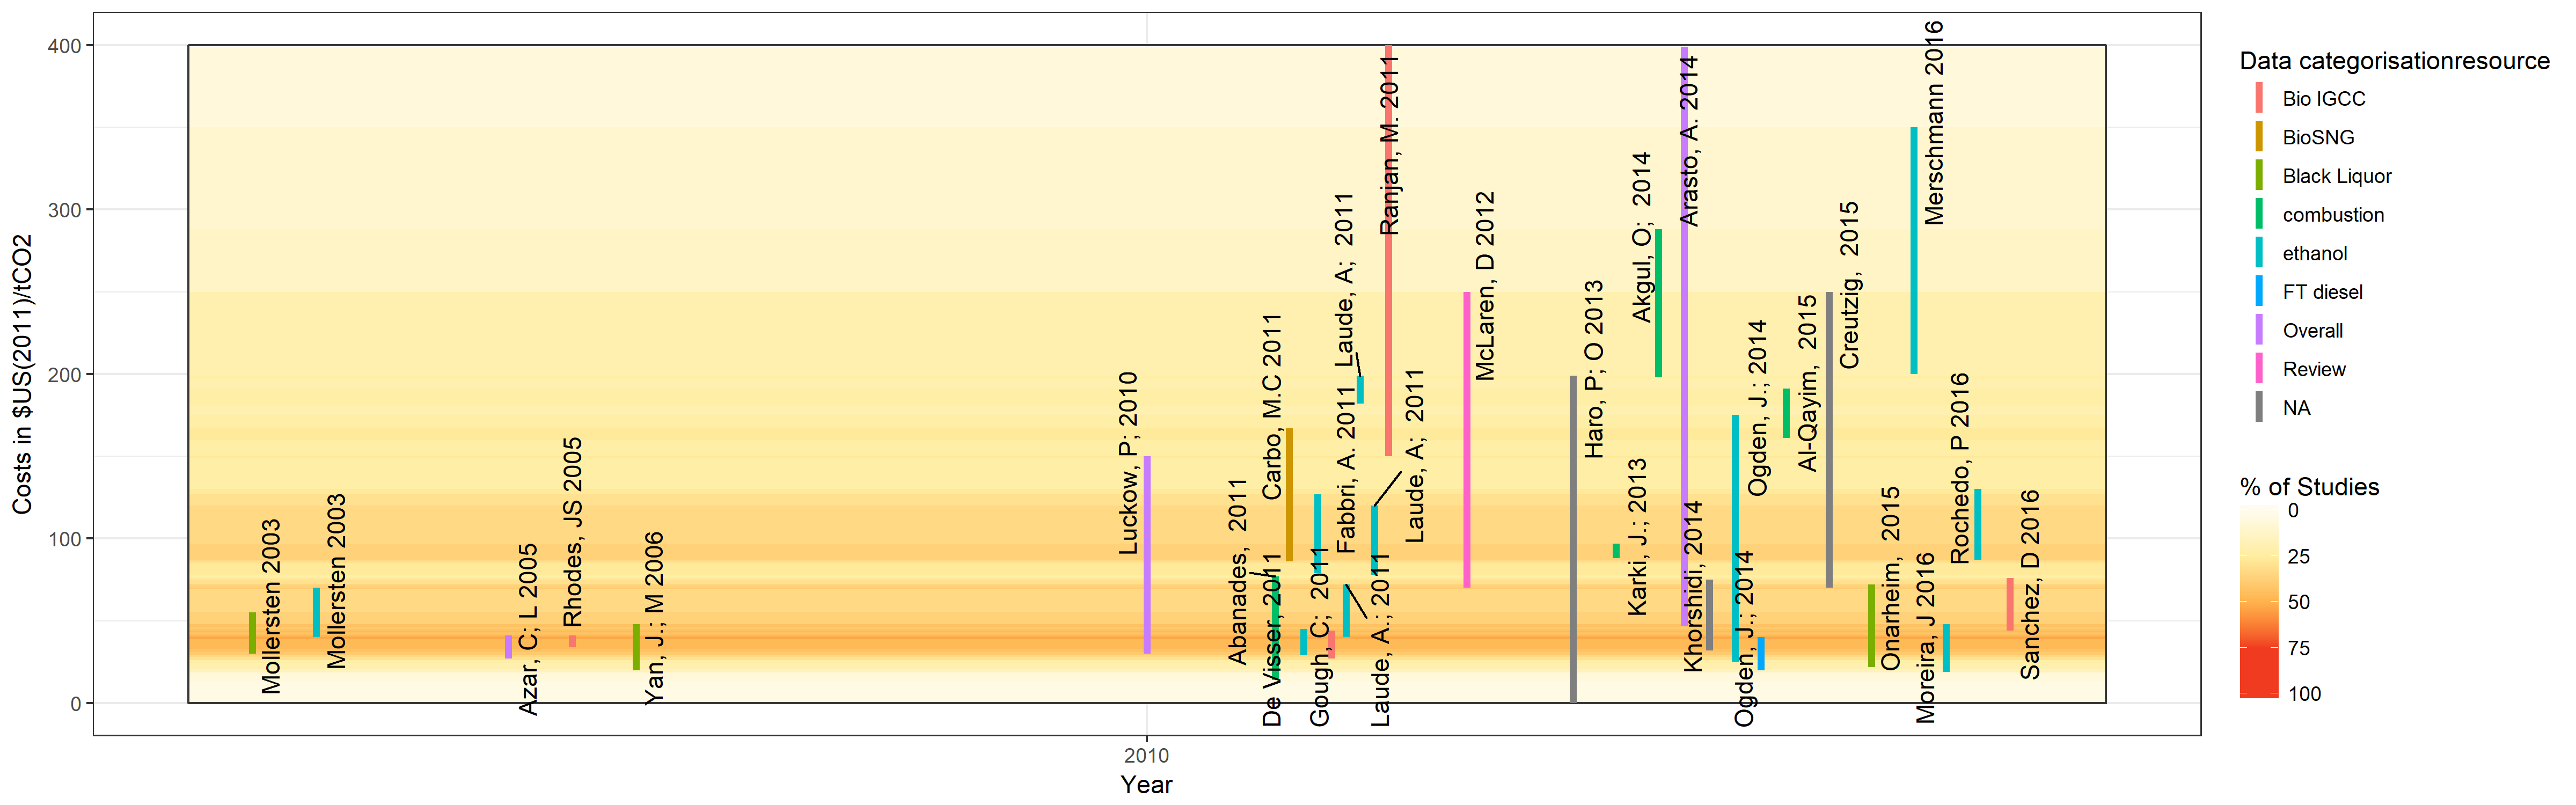 Costs in $US(2011)/tCO2
400
300
200
100
0
Mollersten 2003
Mollersten 2003
Azar, C; L 2005
Rhodes, JS 2005
Yan, J.; M 2006
Luckow, P; 2010
Abanades,  2011
De Visser, 2011
Carbo, M.C 2011
Gough, C;  2011
Fabbri, A. 2011
Laude, A;  2011
Laude, A.; 2011
Ranjan, M. 2011
Laude, A;  2011
McLaren, D 2012
Haro, P; O 2013
Karki, J.; 2013
Akgul, O;  2014
Arasto, A. 2014
Khorshidi, 2014
Ogden, J.; 2014
Ogden, J.; 2014
Al-Qayim,  2015
Creutzig,  2015
Onarheim,  2015
Merschmann 2016
Moreira, J 2016
Rochedo, P 2016
Sanchez, D 2016
2010
Year
Data categorisationresource
Bio IGCC
BioSNG
Black Liquor
combustion
ethanol
FT diesel
Overall
Review
NA
% of Studies
0
25
50
75
100